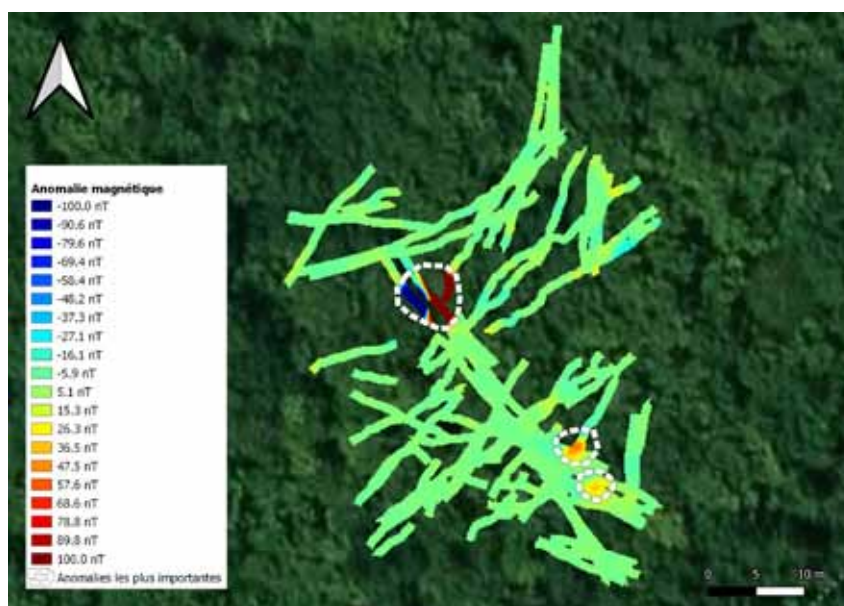 Anomalie magnétique
-100.0 nT
-90.6 nT
-79.6 nT
-69.4 nT
-58.4 nT
-48.2 nT
-37.3 nT
-27.1 nT
-16.1 nT
-5.9 nT
5.1 nT
15.3 nT
26.3 nT
36.5 nT
47.5 nT
57.6 nT
68.6 nT
78.8 nT
89.8 nT
100.0 nT
Anomalies les plus importantes
0 5 10 m